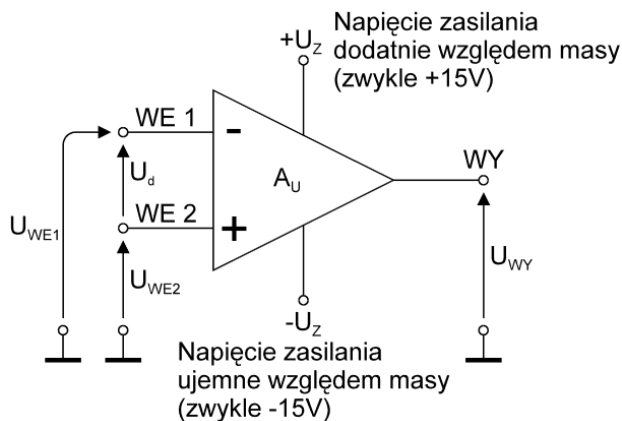 Napięcie zasilania
dodatnie względem masy
(zwykle +15V)
+U_Z
WE 1
-
U_d
A_U
WY
WE 2
+
U_WE1
U_WE2
U_WY
-U_Z
Napięcie zasilania
ujemne względem masy
(zwykle -15V)